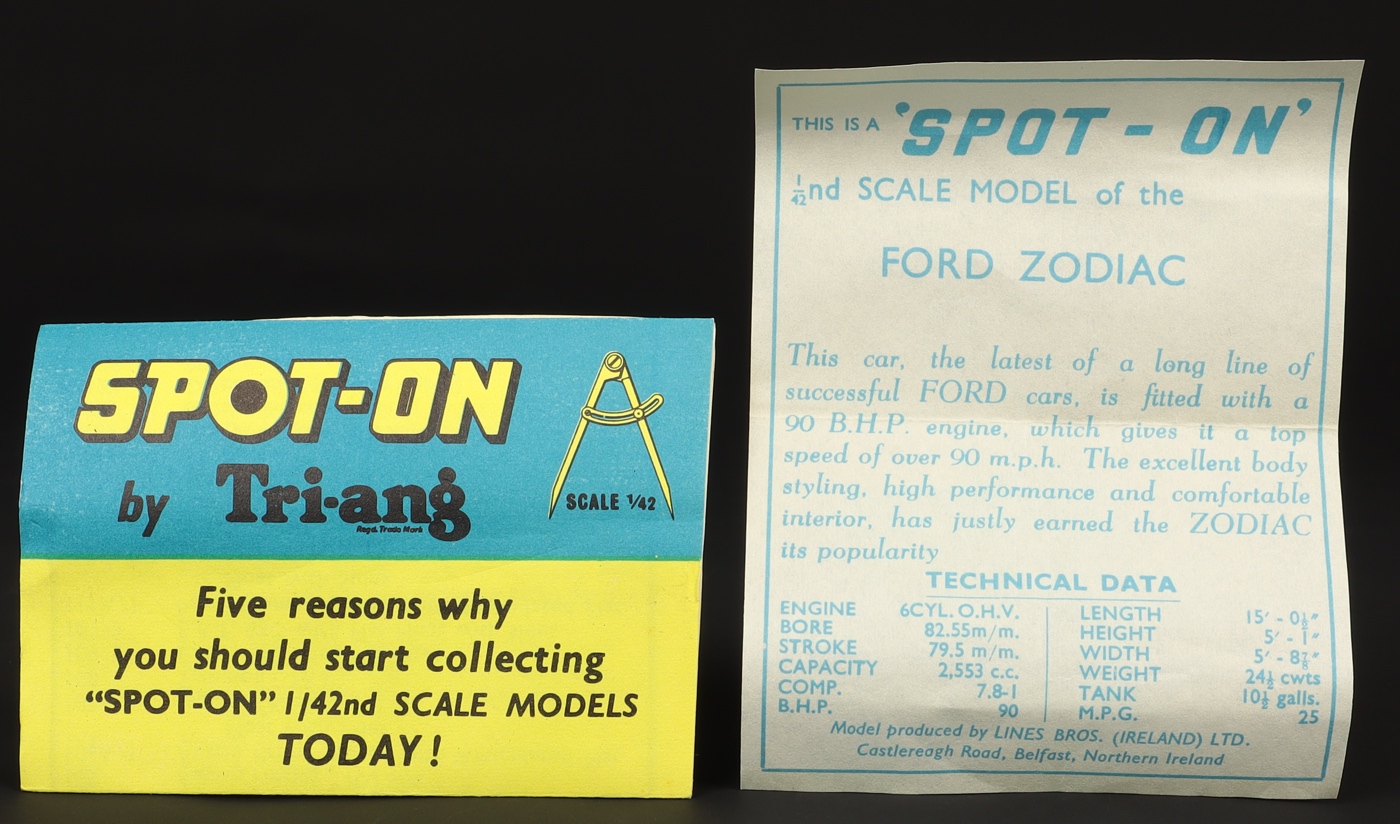 SPOT-ON
by Tri-ang
Regd. Trade Mark
SCALE 1/42
Five reasons why
you should start collecting
“SPOT-ON” 1/42nd SCALE MODELS
TODAY!
THIS IS A ‘SPOT - ON’
1/42nd SCALE MODEL of the
FORD ZODIAC
This car, the latest of a long line of
successful FORD cars, is fitted with a
90 B.H.P. engine, which gives it a top
speed of over 90 m.p.h. The excellent body
styling, high performance and comfortable
interior, has justly earned the ZODIAC
its popularity
TECHNICAL DATA
ENGINE 6CYL. O.H.V.
BORE 82.55m/m.
STROKE 79.5 m/m.
CAPACITY 2,553 c.c.
COMP. 7.8-1
B.H.P. 90
LENGTH 15′ - 0½″
HEIGHT 5′ - 1″
WIDTH 5′ - 8⅞″
WEIGHT 24½ cwts
TANK 10½ galls.
M.P.G. 25
Model produced by LINES BROS. (IRELAND) LTD.
Castlereagh Road, Belfast, Northern Ireland